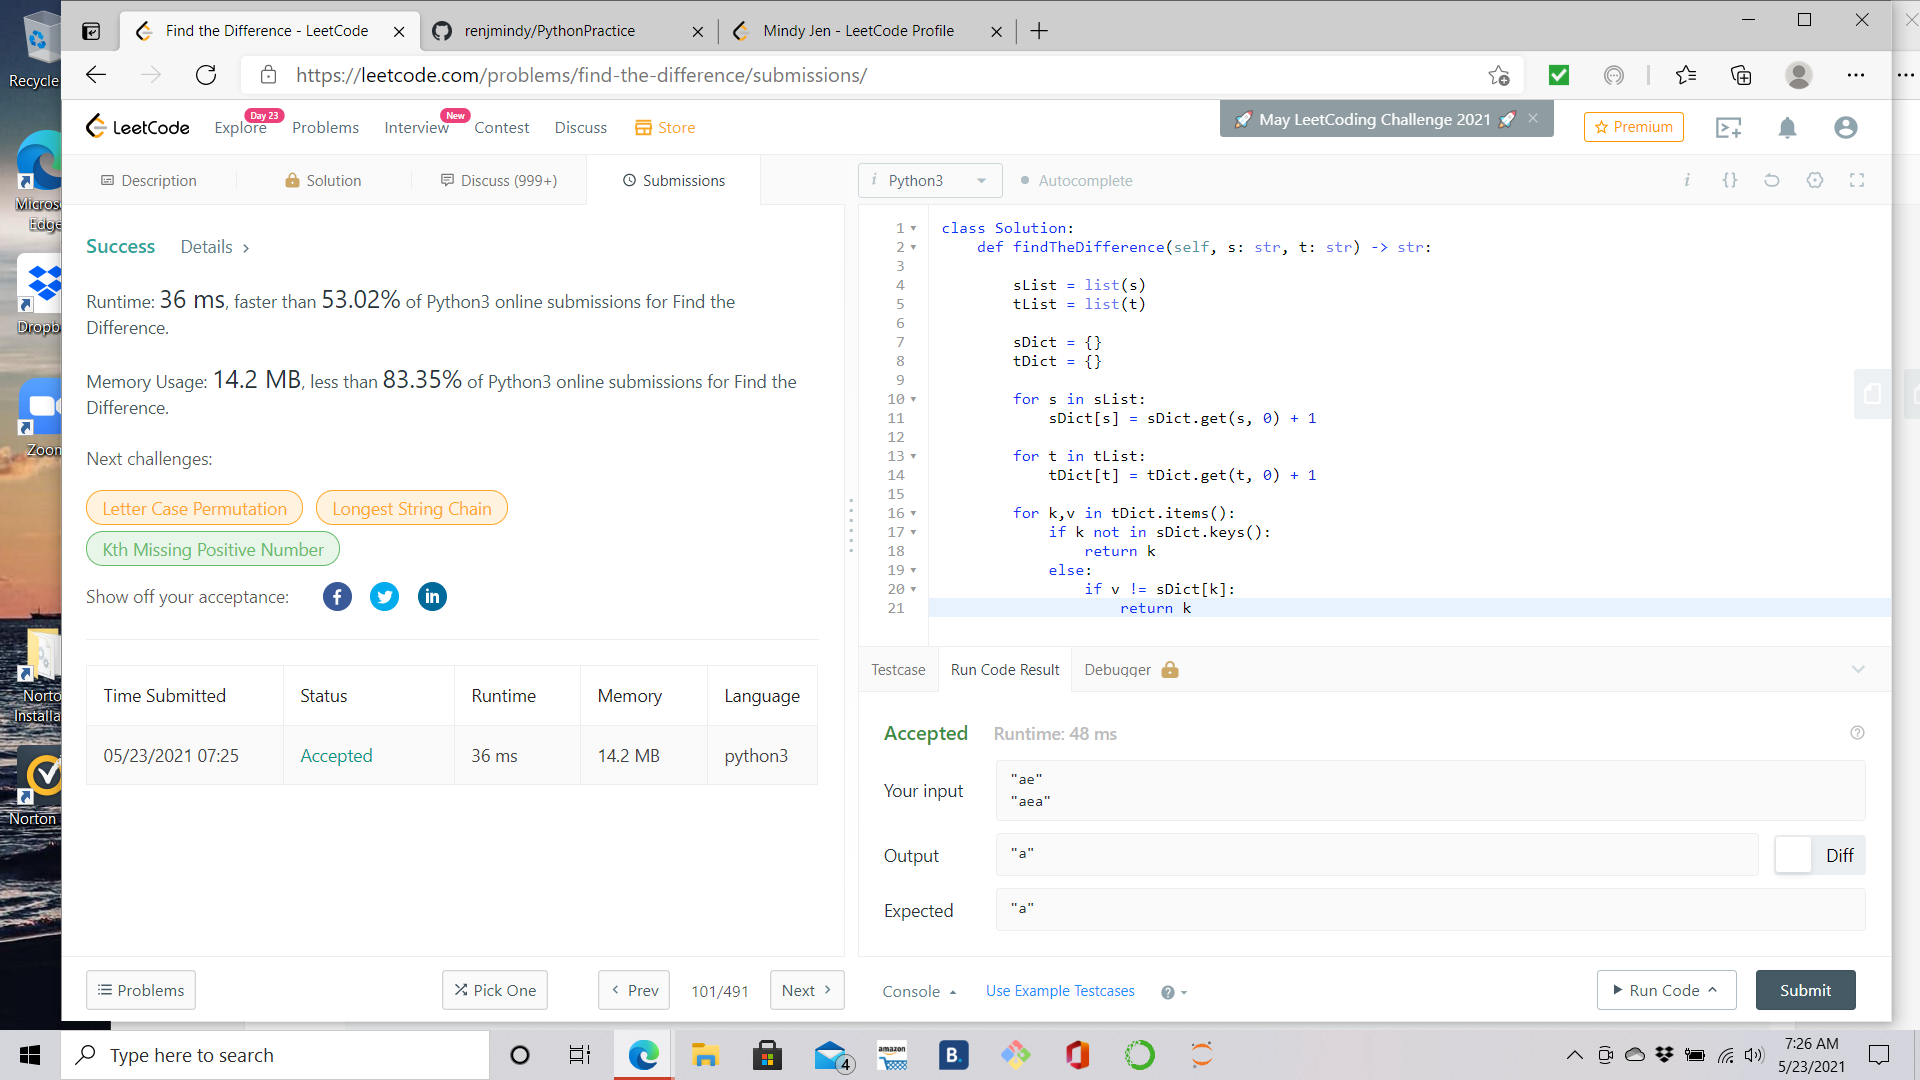 Find the Difference - LeetCode
renjmindy/PythonPractice
Mindy Jen - LeetCode Profile
https://leetcode.com/problems/find-the-difference/submissions/
Recycle
Edge
Zoom
Norton
LeetCode
Explore
Day 23
Problems
Interview
New
Contest
Discuss
Store
May LeetCoding Challenge 2021
Premium
Description
Solution
Discuss (999+)
Submissions
i Python3
Autocomplete
i {}
Success
Details >
Runtime: 36 ms, faster than 53.02% of Python3 online submissions for Find the
Difference.
Memory Usage: 14.2 MB, less than 83.35% of Python3 online submissions for Find the
Difference.
Next challenges:
Letter Case Permutation
Longest String Chain
Kth Missing Positive Number
Show off your acceptance:
f
in
Time Submitted Status Runtime Memory Language
05/23/2021 07:25 Accepted 36 ms 14.2 MB python3
1 class Solution:
2 def findTheDifference(self, s: str, t: str) -> str:
3
4 sList = list(s)
5 tList = list(t)
6
7 sDict = {}
8 tDict = {}
9
10 for s in sList:
11 sDict[s] = sDict.get(s, 0) + 1
12
13 for t in tList:
14 tDict[t] = tDict.get(t, 0) + 1
15
16 for k,v in tDict.items():
17 if k not in sDict.keys():
18 return k
19 else:
20 if v != sDict[k]:
21 return k
Testcase
Run Code Result
Debugger
Accepted Runtime: 48 ms
Your input
"ae"
"aea"
Output
"a"
Diff
Expected
"a"
Problems
Pick One
< Prev
101/491
Next >
Console
Use Example Testcases
Run Code
Submit
Type here to search
4
amazon
B.
7:26 AM
5/23/2021